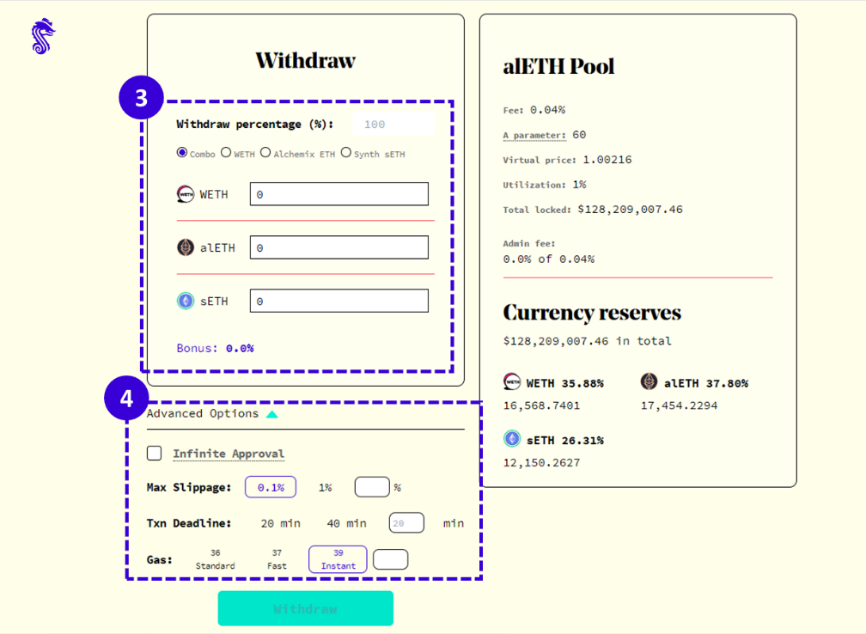 Withdraw
3
Withdraw percentage (%): 100
Combo WETH Alchemix ETH Synth sETH
WETH 0
alETH 0
sETH 0
Bonus: 0.0%
4
Advanced Options
Infinite Approval
Max Slippage: 0.1% 1% %
Txn Deadline: 20 min 40 min 20 min
Gas: 36 Standard 37 Fast 39 Instant
Withdraw
alETH Pool
Fee: 0.04%
A parameter: 60
Virtual price: 1.00216
Utilization: 1%
Total locked: $128,209,007.46
Admin fee:
0.0% of 0.04%
Currency reserves
$128,209,007.46 in total
WETH 35.88% alETH 37.80%
16,568.7401 17,454.2294
sETH 26.31%
12,150.2627